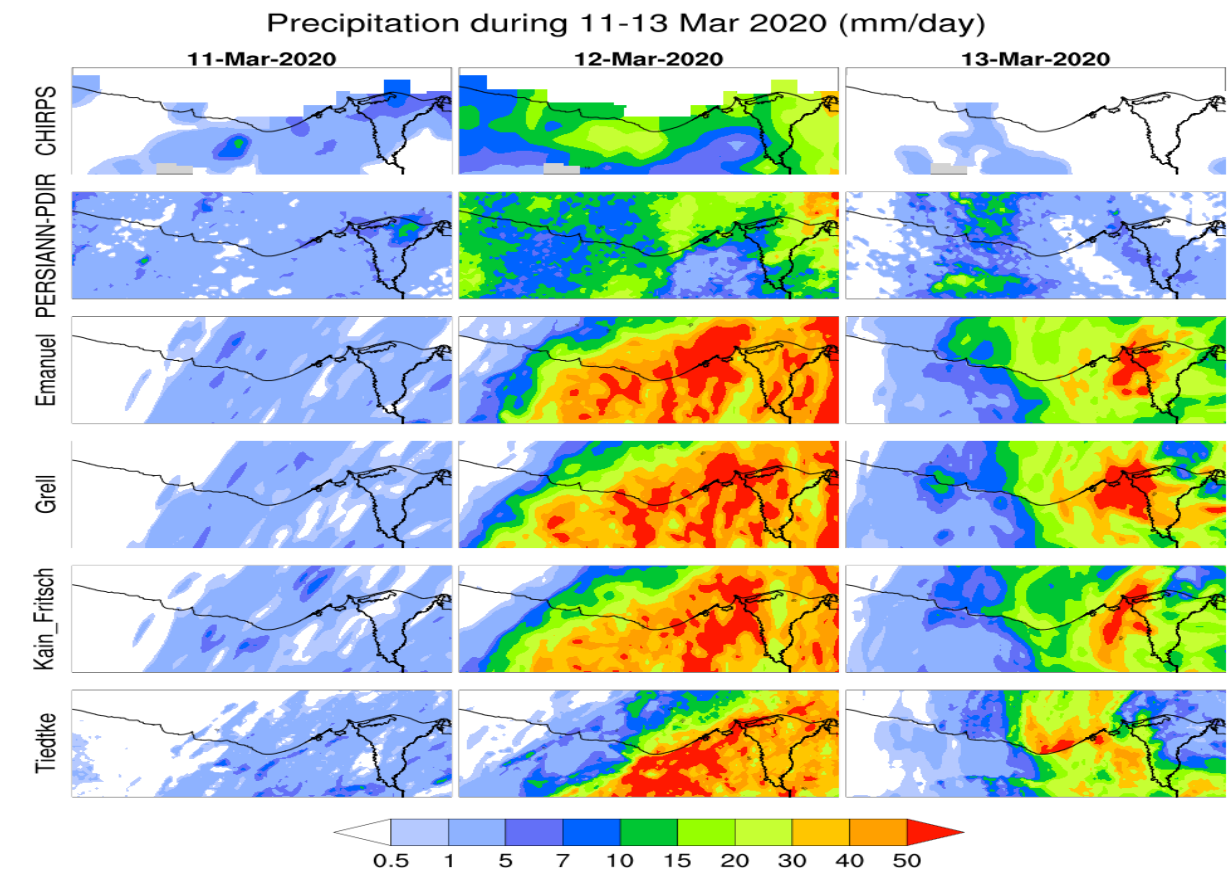 Precipitation during 11-13 Mar 2020 (mm/day)
11-Mar-2020 12-Mar-2020 13-Mar-2020
CHIRPS
PERSIANN-PDIR
Emanuel
Grell
Kain_Fritsch
Tiedtke
0.5 1 5 7 10 15 20 30 40 50